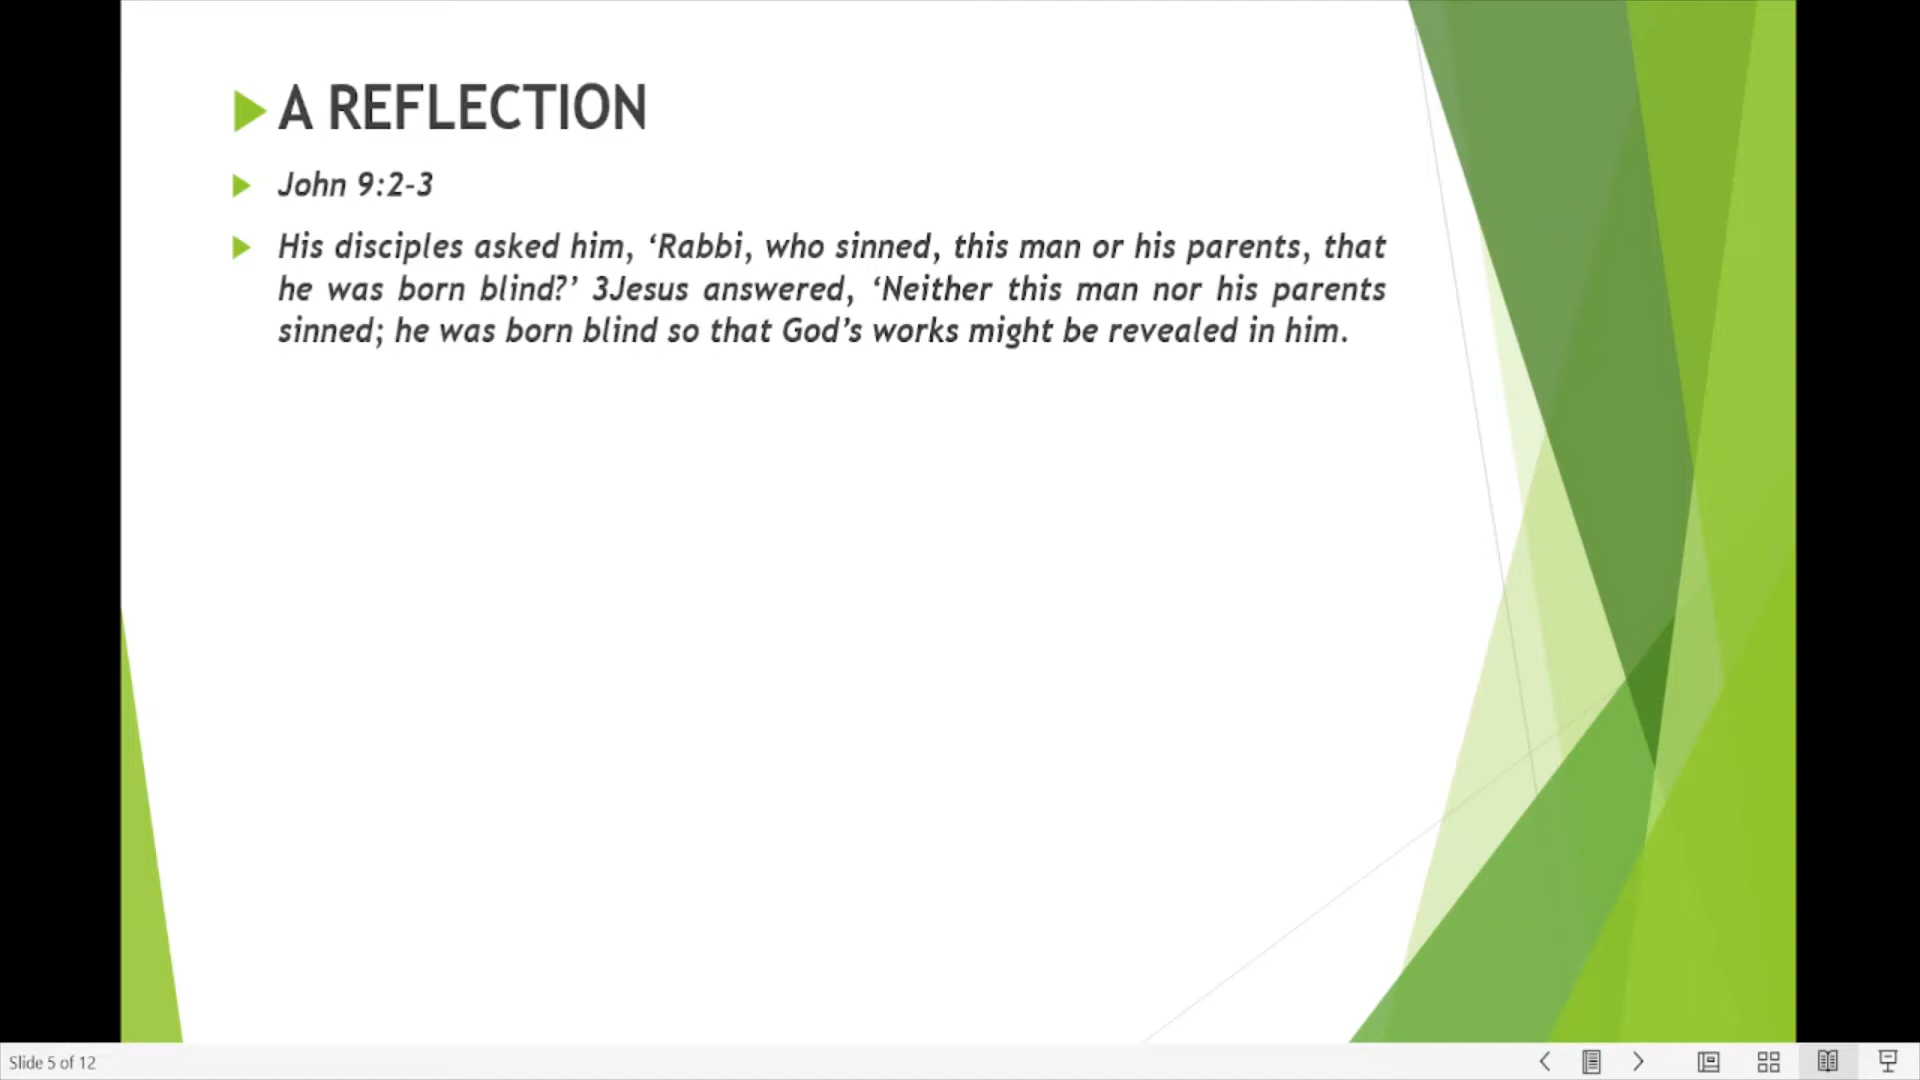 A REFLECTION
John 9:2-3
His disciples asked him, ‘Rabbi, who sinned, this man or his parents, that
he was born blind?’ 3Jesus answered, ‘Neither this man nor his parents
sinned; he was born blind so that God’s works might be revealed in him.
Slide 5 of 12